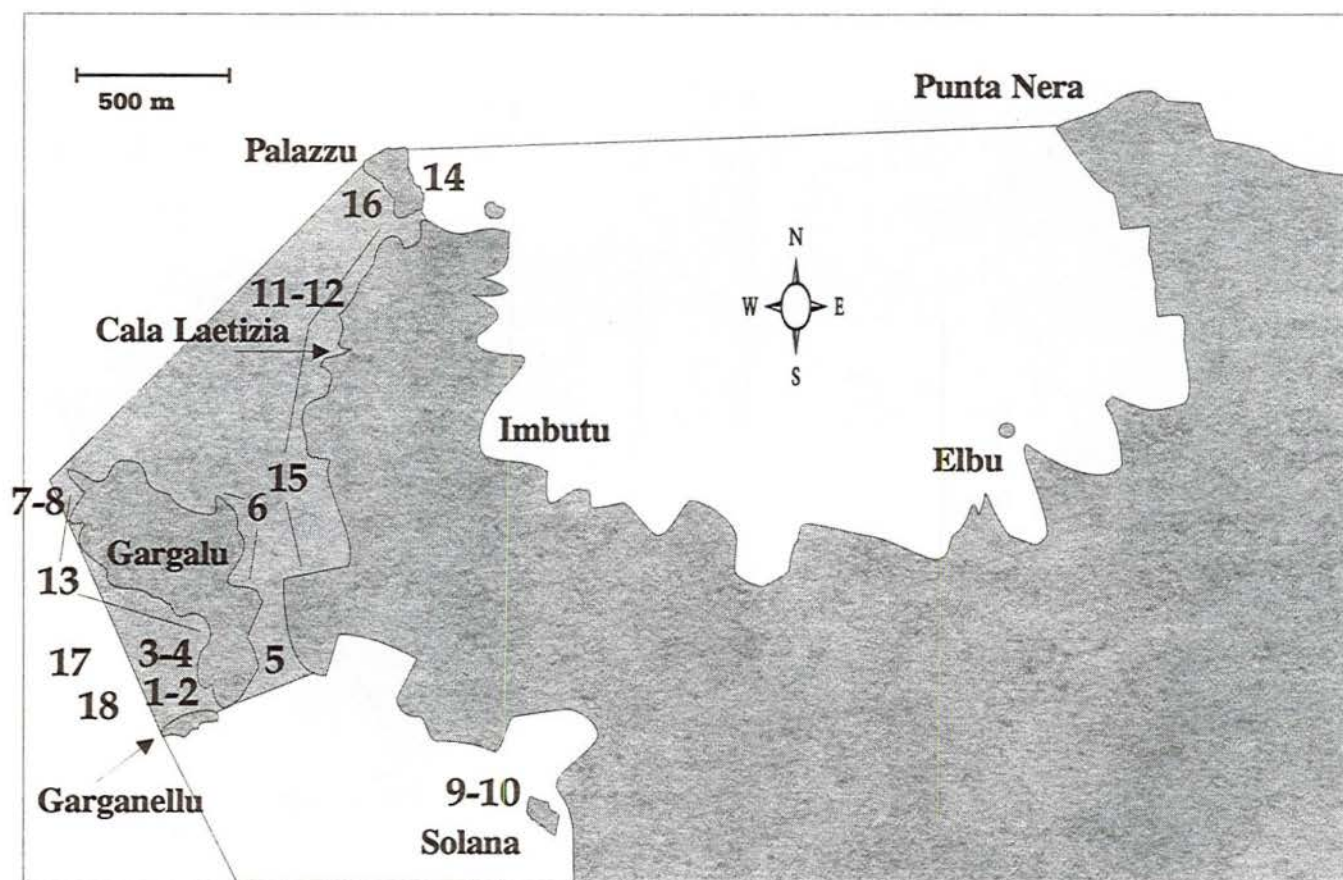 500 m
Punta Nera
Palazzu
14
16
N
W E
S
11-12
Cala Laetizia
Imbutu
Elbu
15
7-8
6
Gargalu
13
3-4
5
17
1-2
18
Garganellu
9-10
Solana